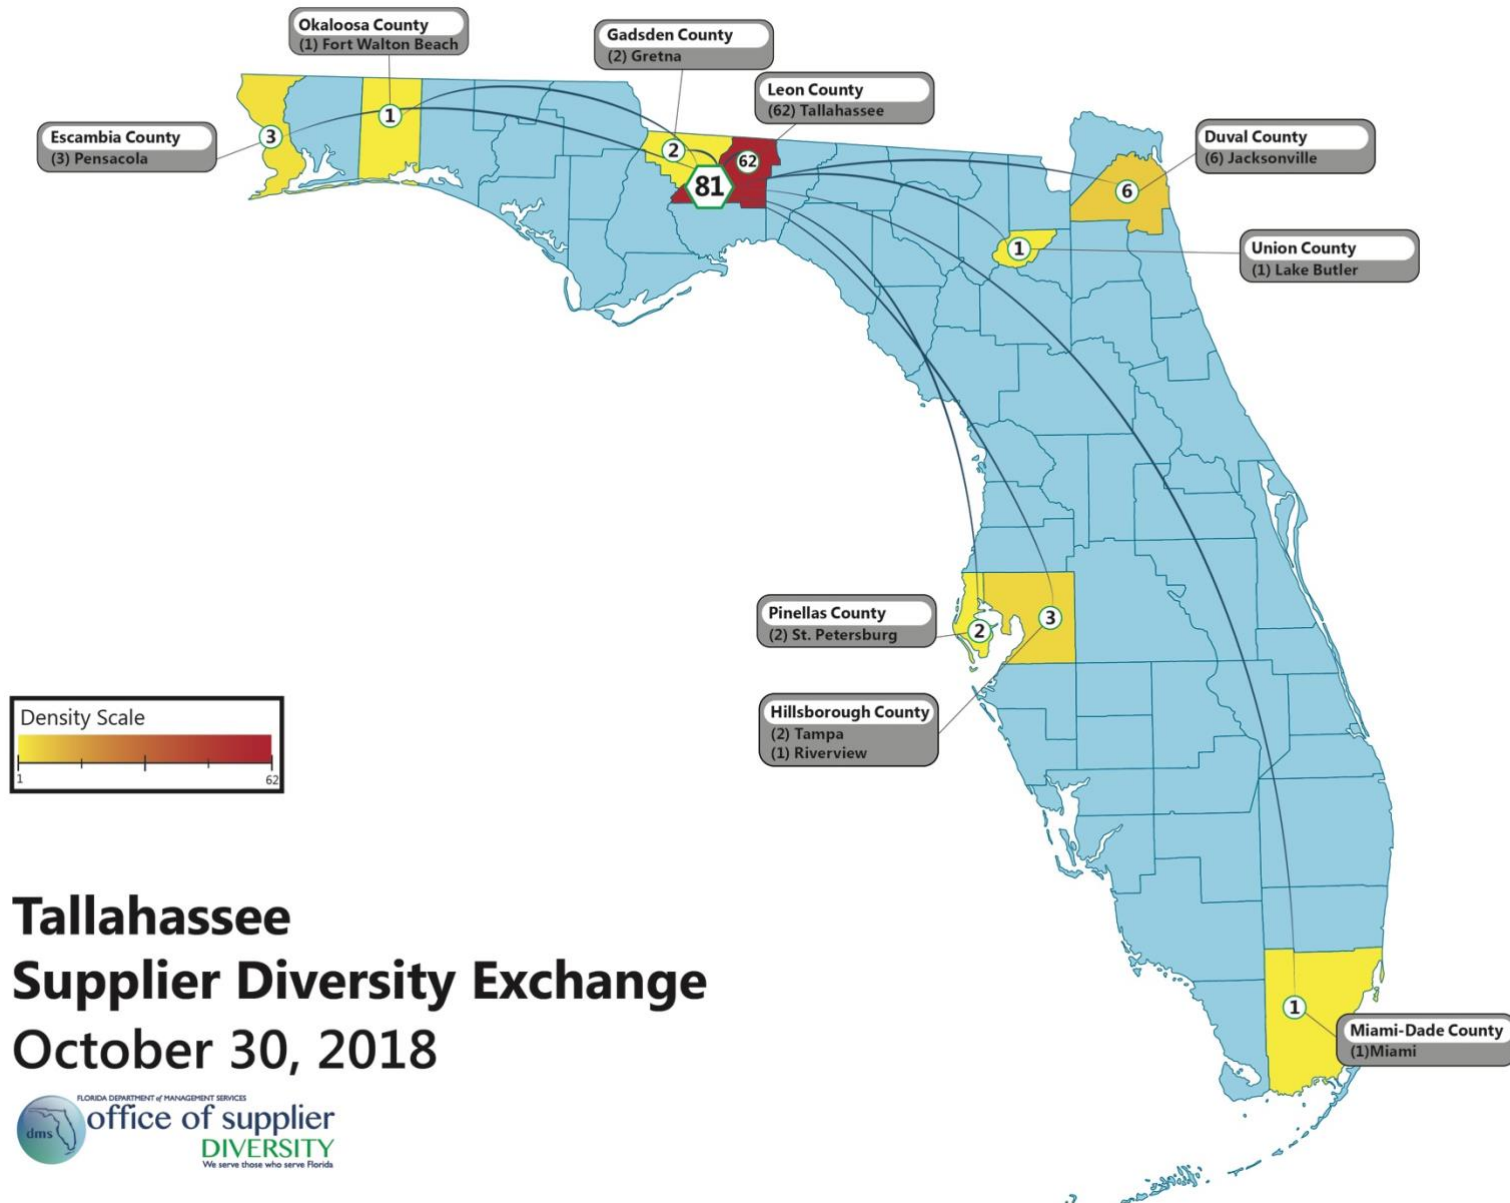 Okaloosa County
(1) Fort Walton Beach
Gadsden County
(2) Gretna
Leon County
(62) Tallahassee
Escambia County
(3) Pensacola
Duval County
(6) Jacksonville
Union County
(1) Lake Butler
3
1
2
62
81
6
1
Pinellas County
(2) St. Petersburg
2
3
Hillsborough County
(2) Tampa
(1) Riverview
Density Scale
1
62
Tallahassee
Supplier Diversity Exchange
October 30, 2018
1
Miami-Dade County
(1)Miami
FLORIDA DEPARTMENT of MANAGEMENT SERVICES
dms
office of supplier
DIVERSITY
We serve those who serve Florida